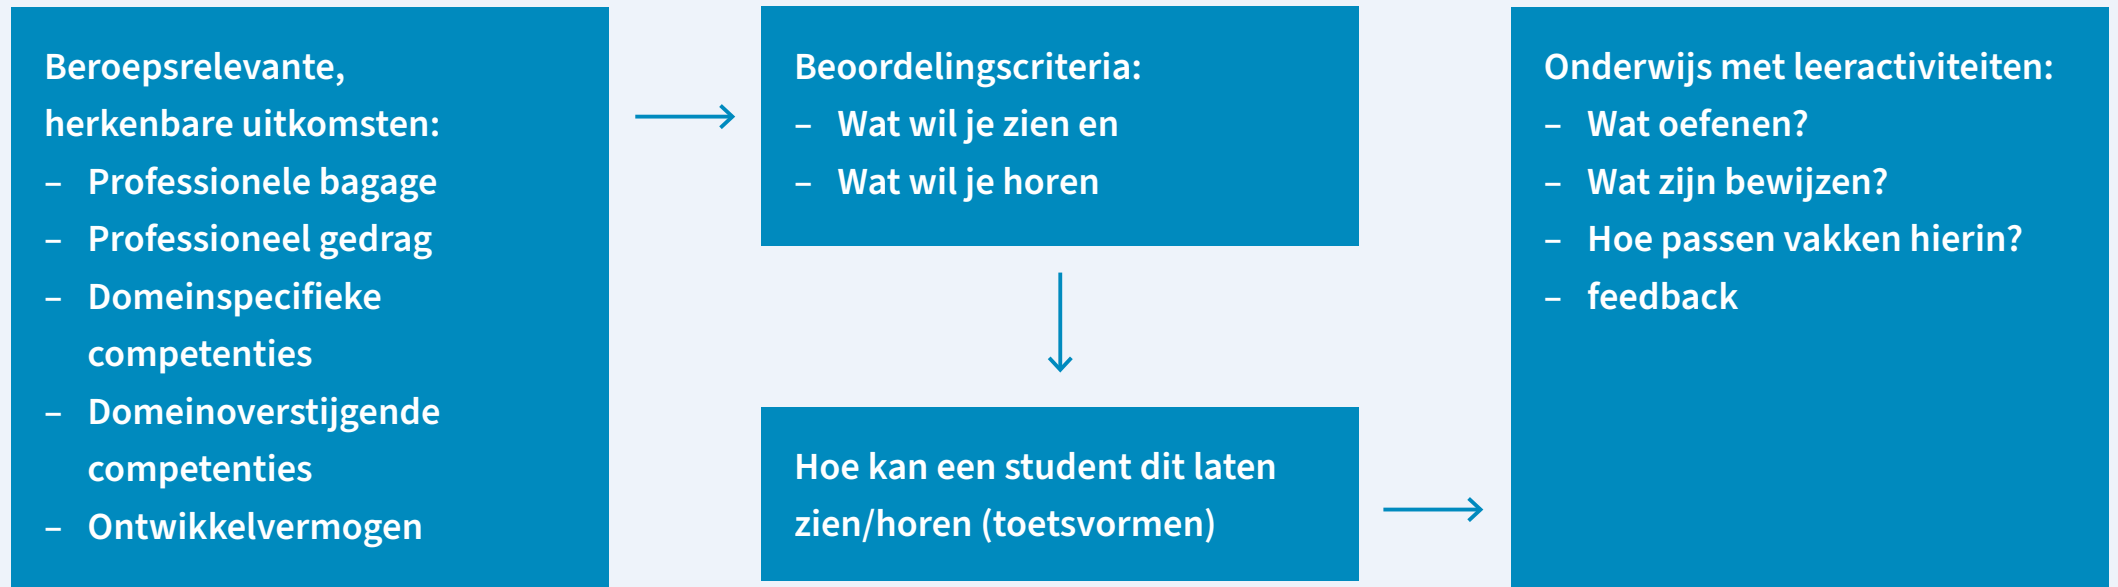 Beroepsrelevante,
herkenbare uitkomsten:
– Professionele bagage
– Professioneel gedrag
– Domeinspecifieke
competenties
– Domeinoverstijgende
competenties
– Ontwikkelvermogen
Beoordelingscriteria:
– Wat wil je zien en
– Wat wil je horen
Hoe kan een student dit laten
zien/horen (toetsvormen)
Onderwijs met leeractiviteiten:
– Wat oefenen?
– Wat zijn bewijzen?
– Hoe passen vakken hierin?
– feedback